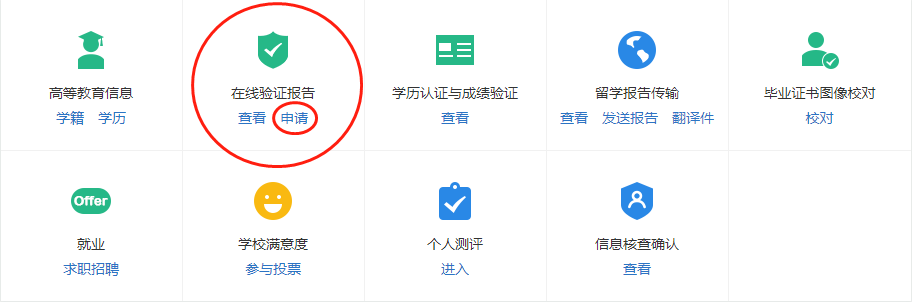 高等教育信息
学籍 学历
在线验证报告
查看 申请
学历认证与成绩验证
查看
留学报告传输
查看 发送报告 翻译件
毕业证书图像校对
校对
Offer
就业
求职招聘
学校满意度
参与投票
个人测评
进入
信息核查确认
查看